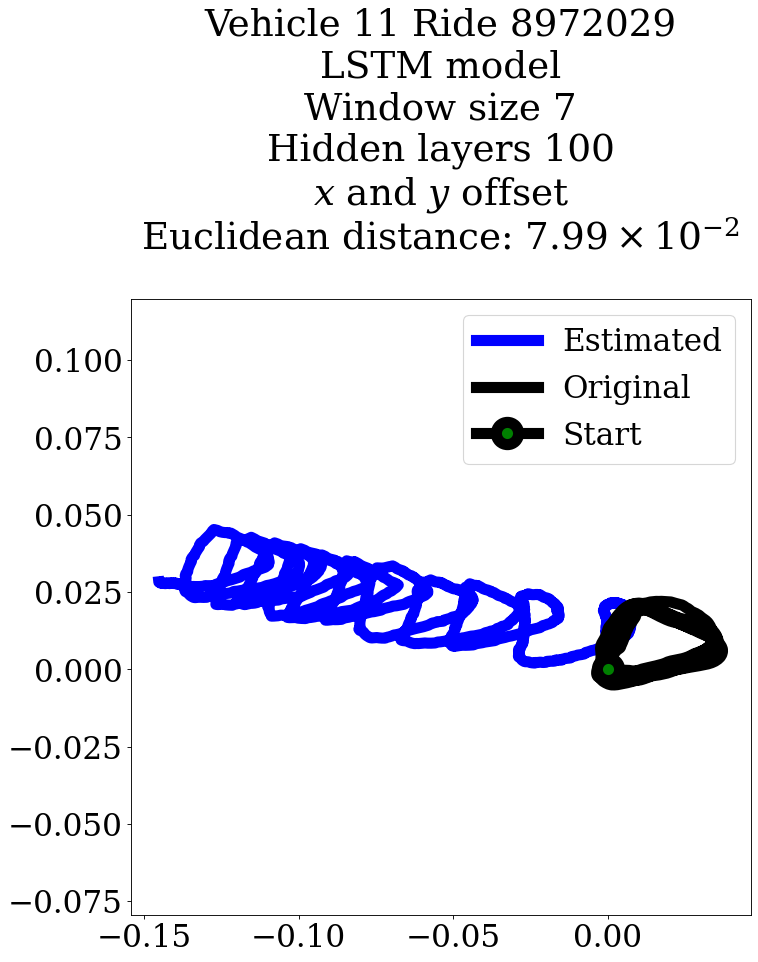 Vehicle 11 Ride 8972029
LSTM model
Window size 7
Hidden layers 100
x and y offset
Euclidean distance: 7.99 × 10⁻²
Estimated
Original
Start
0.100
0.075
0.050
0.025
0.000
−0.025
−0.050
−0.075
−0.15 −0.10 −0.05 0.00